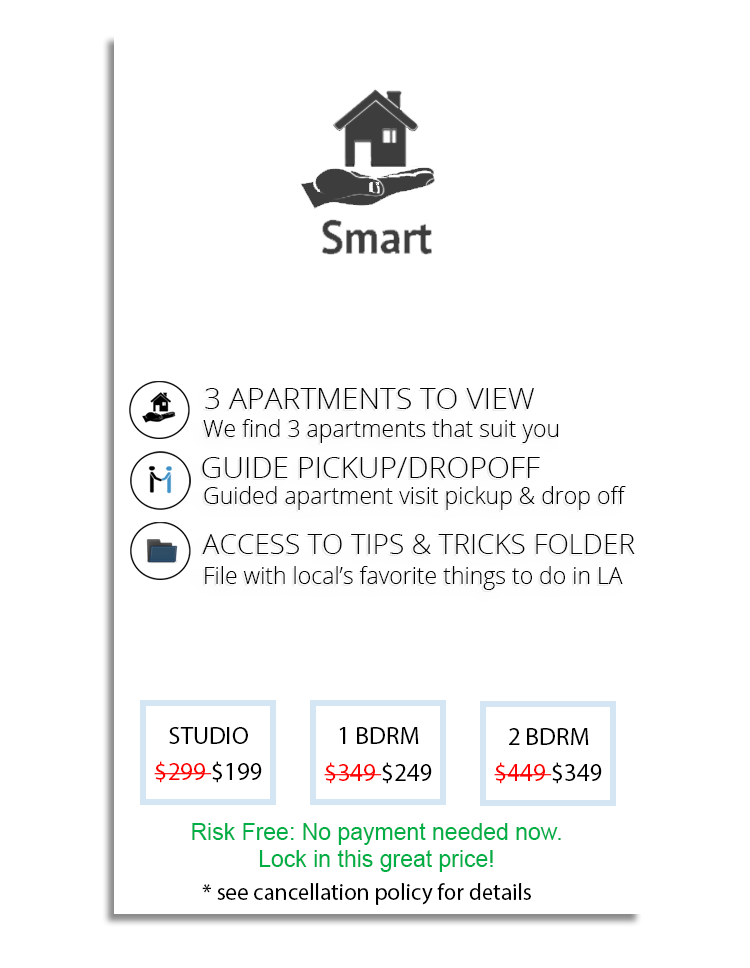 Smart
3 APARTMENTS TO VIEW
We find 3 apartments that suit you
GUIDE PICKUP/DROPOFF
Guided apartment visit pickup & drop off
ACCESS TO TIPS & TRICKS FOLDER
File with local's favorite things to do in LA
STUDIO
$299 $199
1 BDRM
$349 $249
2 BDRM
$449 $349
Risk Free: No payment needed now.
Lock in this great price!
* see cancellation policy for details